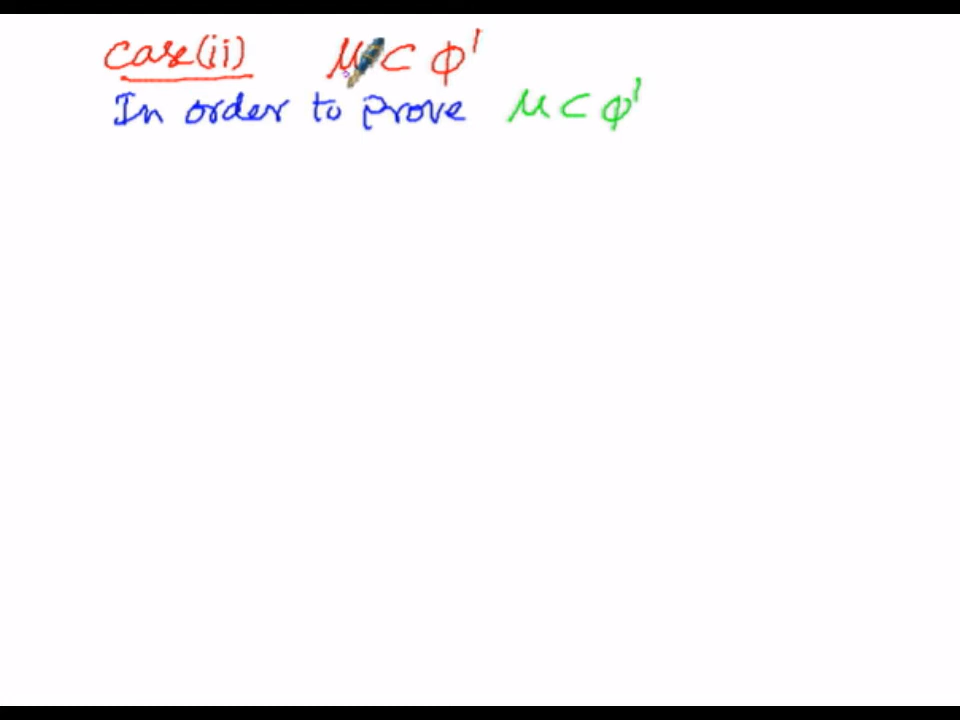 case(ii) μ ⊂ φ'
In order to prove μ ⊂ φ'